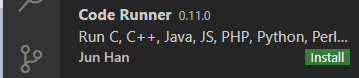 Code Runner 0.11.0
Run C, C++, Java, JS, PHP, Python, Perl...
Jun Han Install